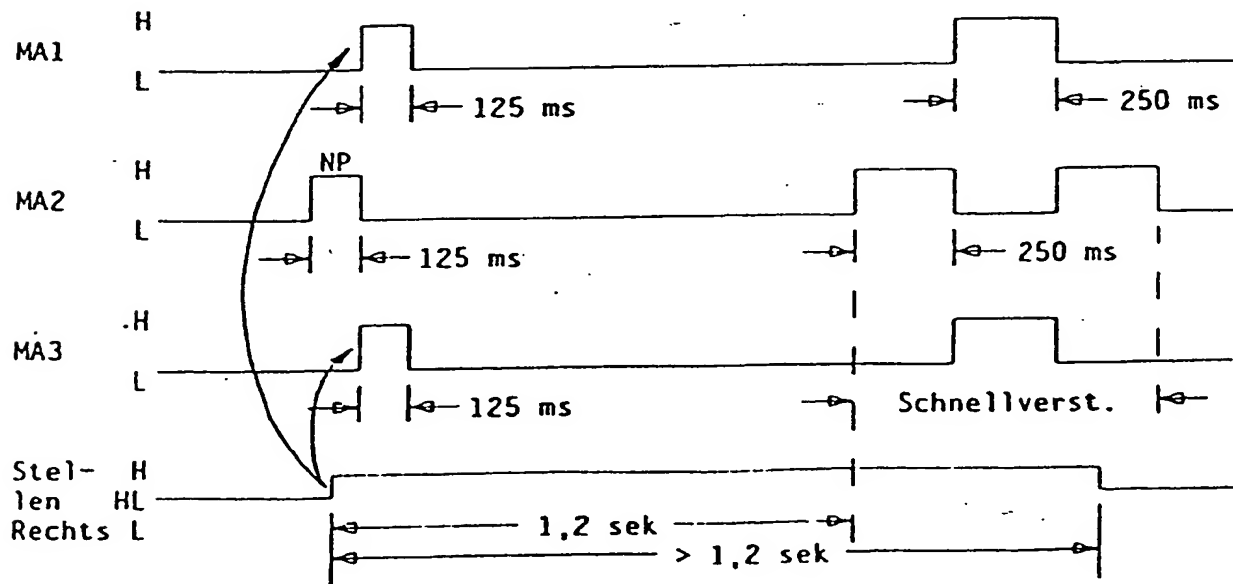 H
MA1
L
125 ms
250 ms
H
NP
MA2
L
125 ms
250 ms
H
MA3
L
125 ms
Schnellverst.
Stel- H
len HL
Rechts L
1,2 sek
> 1,2 sek